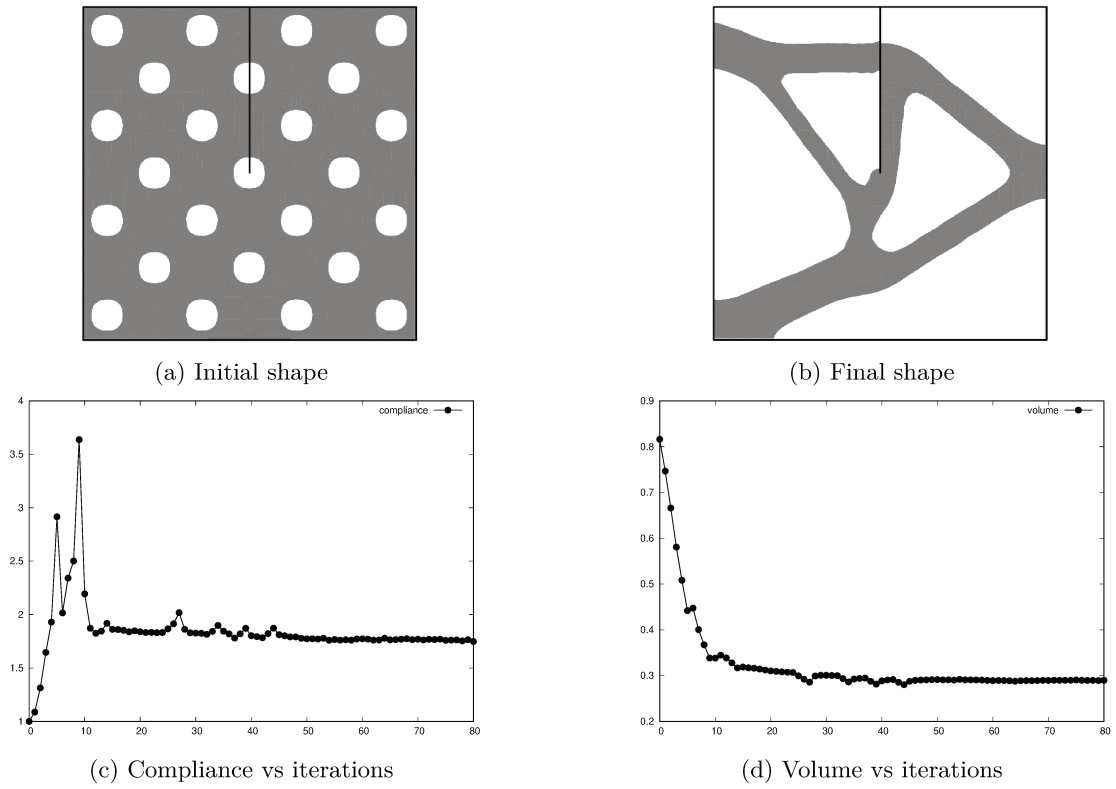 (a) Initial shape
(b) Final shape
4
3.5
3
2.5
2
1.5
1
0 10 20 30 40 50 60 70 80
compliance
0.9
0.8
0.7
0.6
0.5
0.4
0.3
0.2
0 10 20 30 40 50 60 70 80
volume
(c) Compliance vs iterations
(d) Volume vs iterations